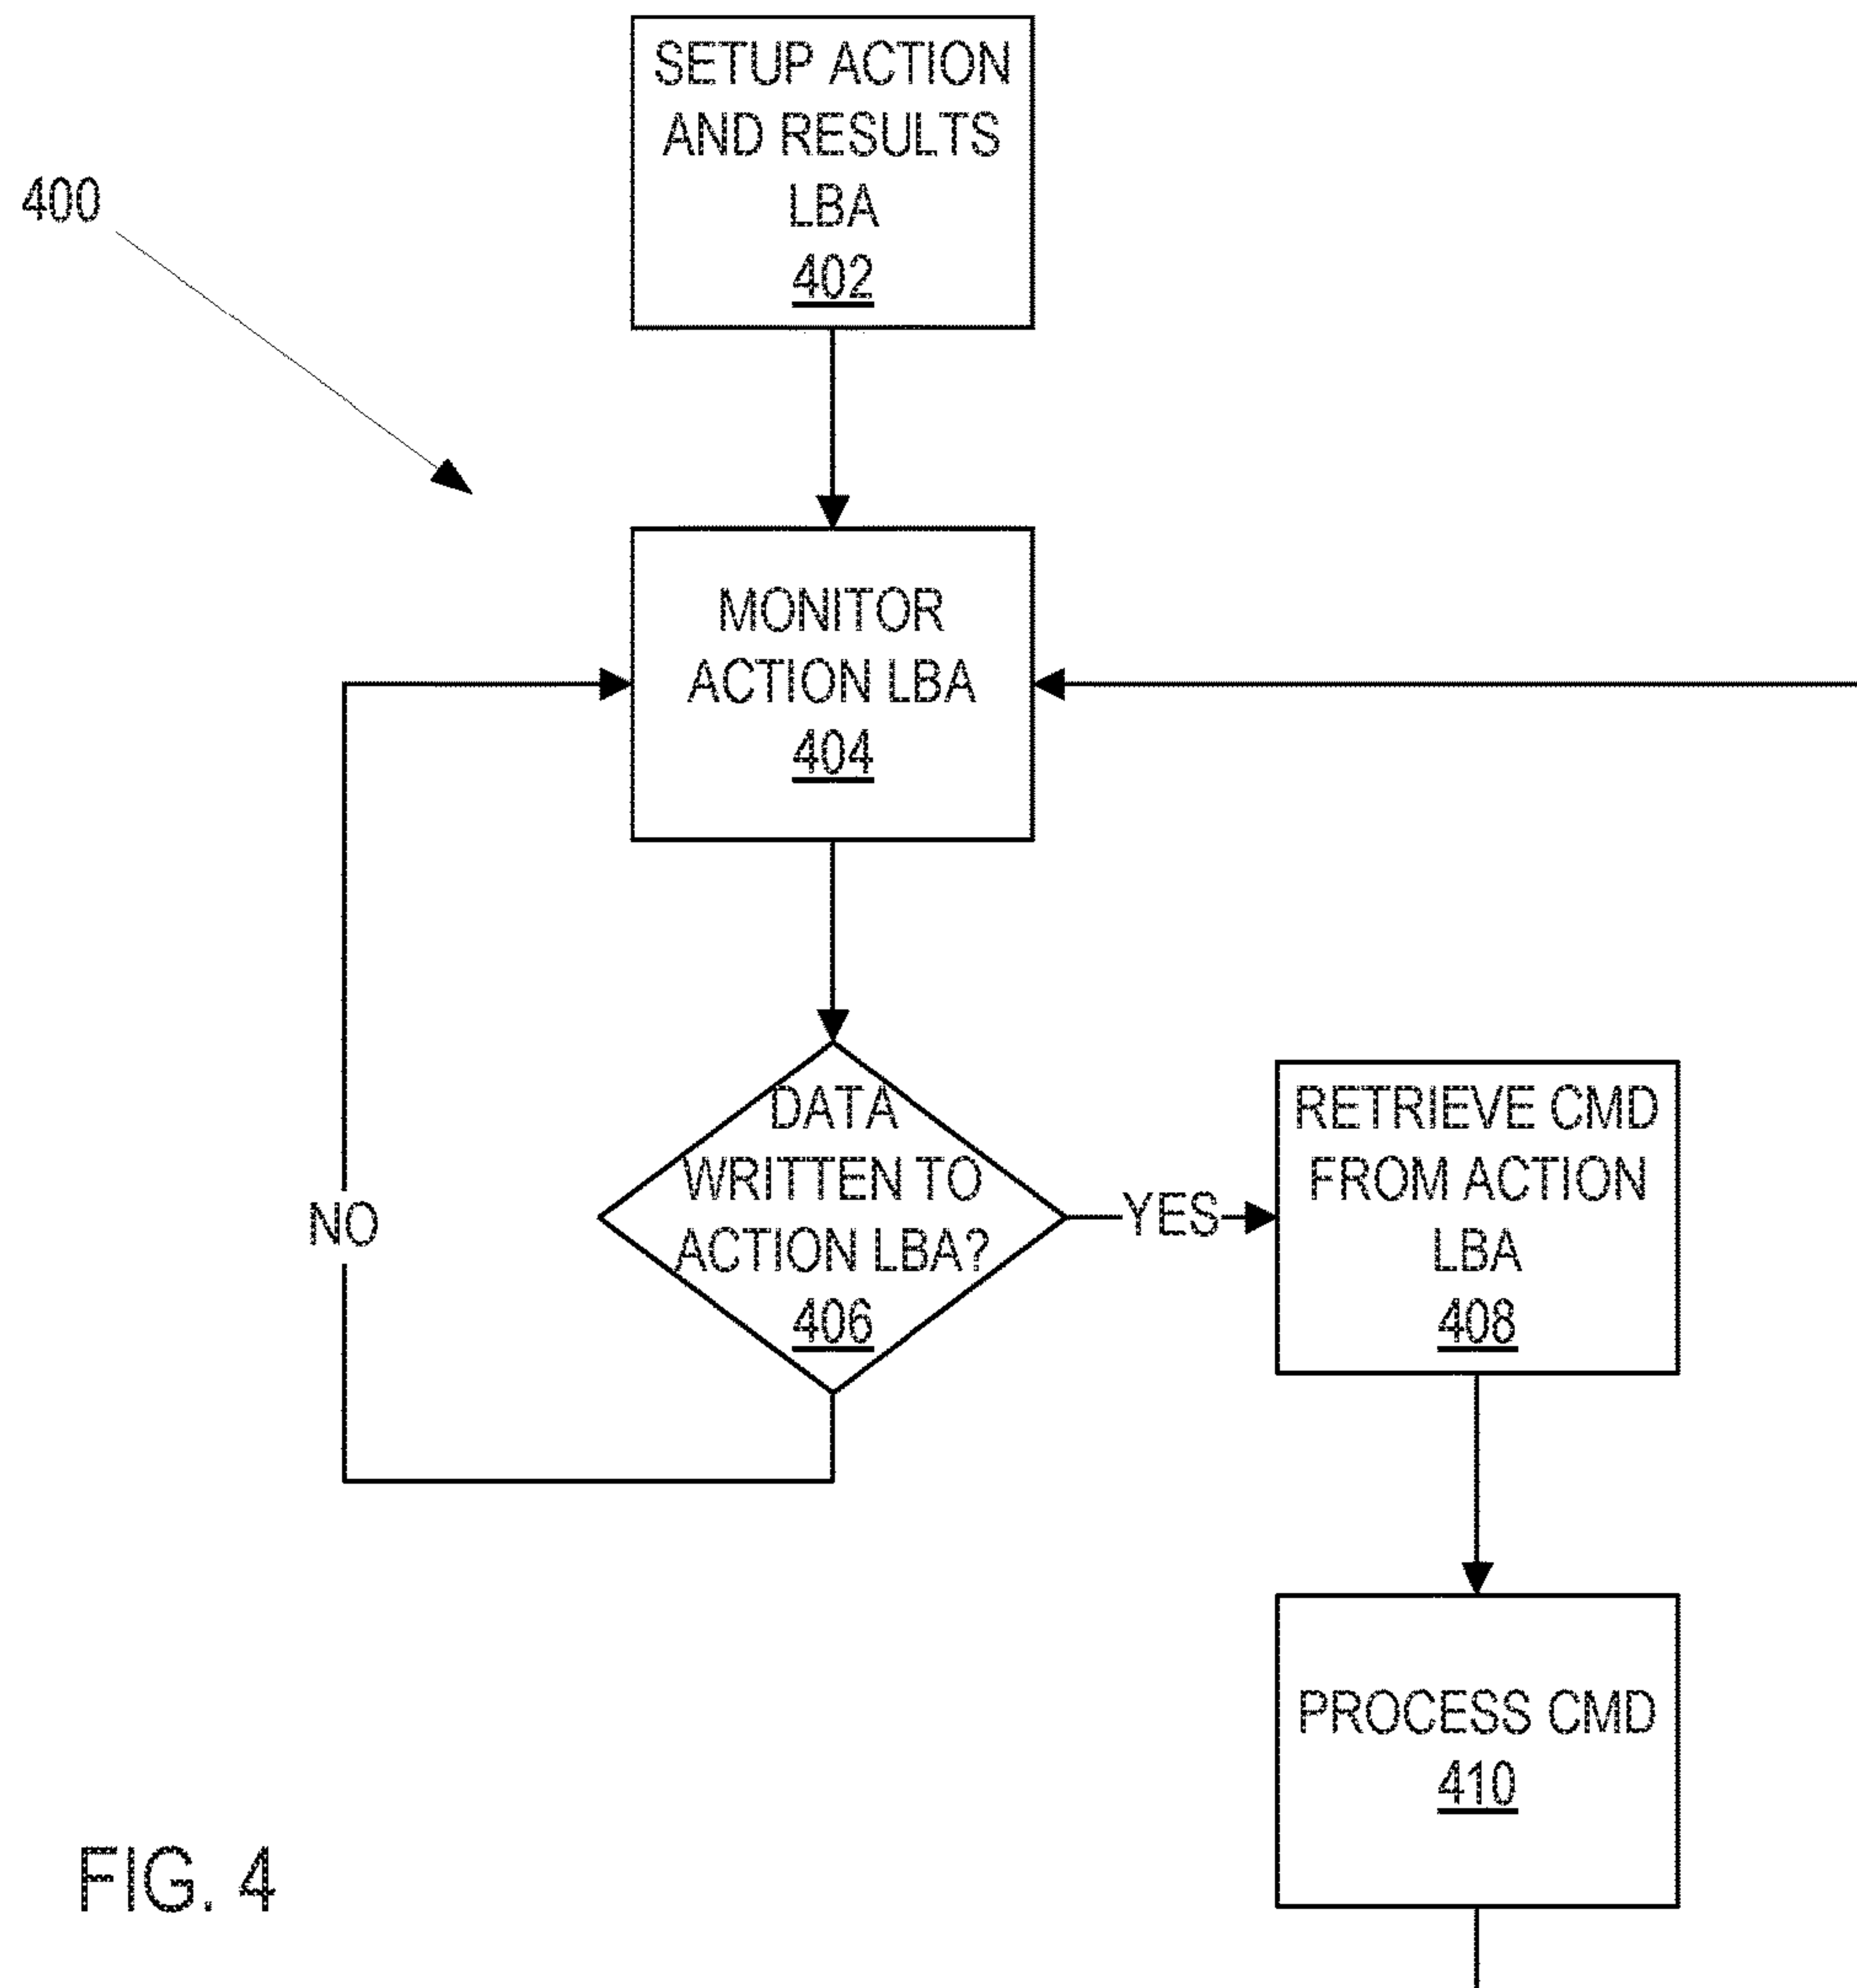 SETUP ACTION
AND RESULTS
LBA
402
400
MONITOR
ACTION LBA
404
DATA
WRITTEN TO
ACTION LBA?
406
NO
YES
RETRIEVE CMD
FROM ACTION
LBA
408
PROCESS CMD
410
FIG. 4